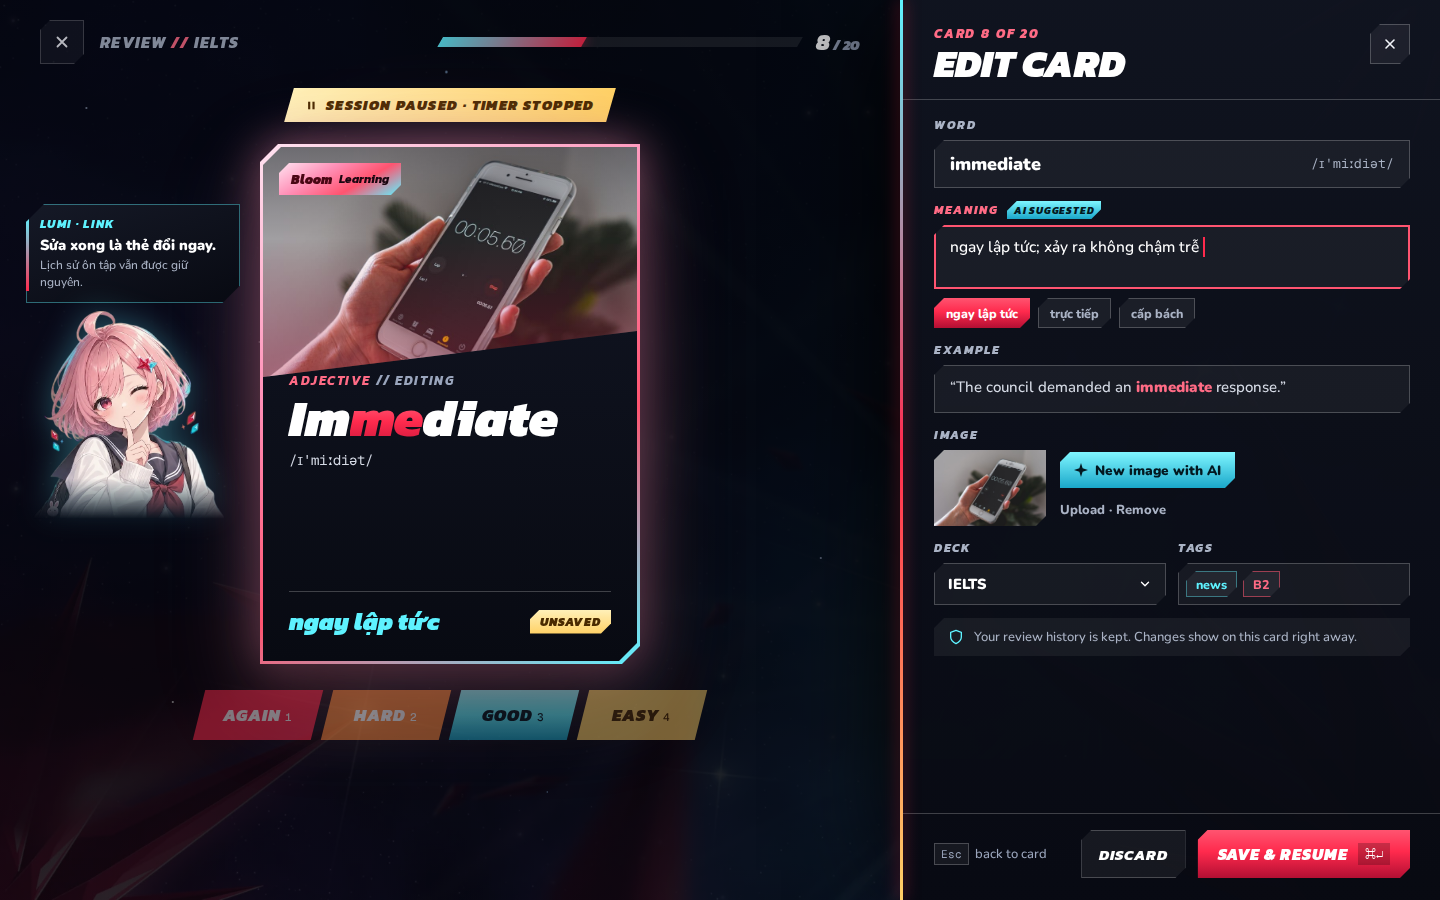 REVIEW // IELTS
8 / 20
SESSION PAUSED · TIMER STOPPED
Bloom Learning
00:05.60
LUMI · LINK
Sửa xong là thẻ đổi ngay.
Lịch sử ôn tập vẫn được giữ
nguyên.
ADJECTIVE // EDITING
Immediate
/ɪˈmiːdiət/
ngay lập tức
UNSAVED
AGAIN 1
HARD 2
GOOD 3
EASY 4
CARD 8 OF 20
EDIT CARD
WORD
immediate
/ɪˈmiːdiət/
MEANING
AI SUGGESTED
ngay lập tức; xảy ra không chậm trễ
ngay lập tức
trực tiếp
cấp bách
EXAMPLE
“The council demanded an immediate response.”
IMAGE
New image with AI
Upload · Remove
DECK
TAGS
IELTS
news
B2
Your review history is kept. Changes show on this card right away.
Esc back to card
DISCARD
SAVE & RESUME ⌘↵